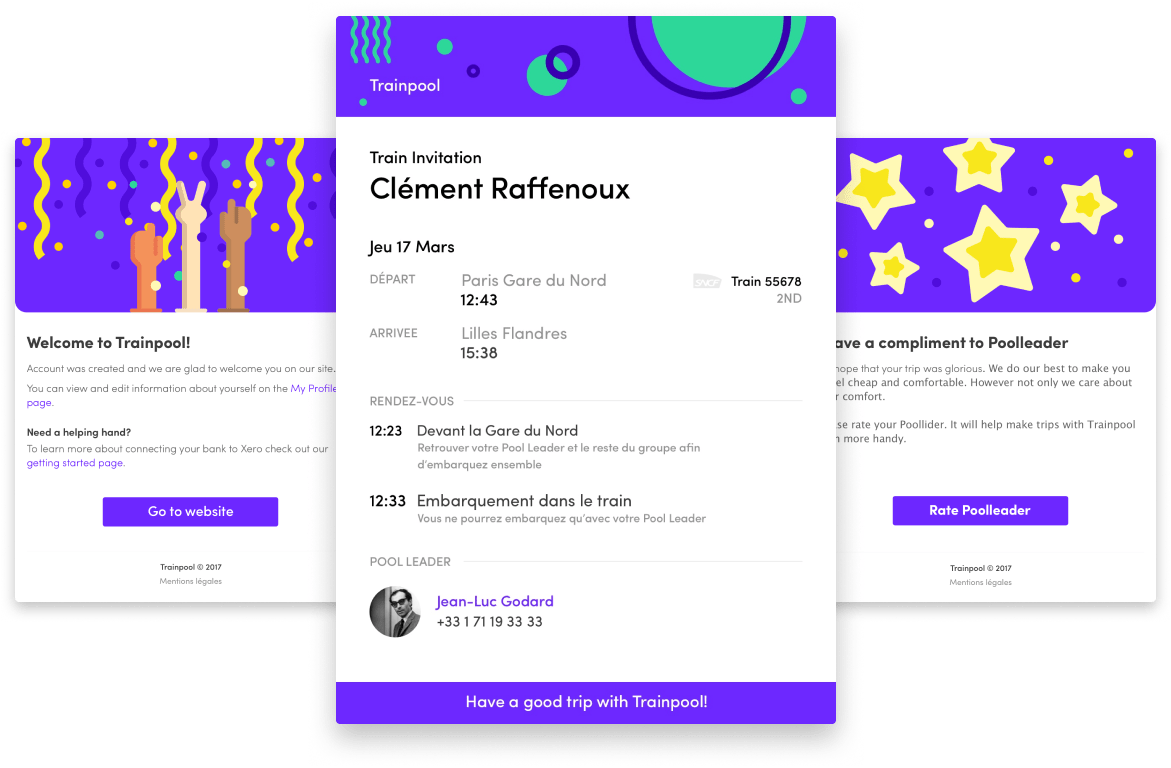 Trainpool
Train Invitation
Clément Raffenoux
Jeu 17 Mars
DÉPART
Paris Gare du Nord
12:43
SNCF
Train 55678
2ND
ARRIVEE
Lilles Flandres
15:38
RENDEZ-VOUS
12:23
Devant la Gare du Nord
Retrouver votre Pool Leader et le reste du groupe afin
d'embarquez ensemble
12:33
Embarquement dans le train
Vous ne pourrez embarquez qu'avec votre Pool Leader
POOL LEADER
Jean-Luc Godard
+33 1 71 19 33 33
Have a good trip with Trainpool!
Welcome to Trainpool!
Account was created and we are glad to welcome you on our site.
You can view and edit information about yourself on the My Profile
page.
Need a helping hand?
To learn more about connecting your bank to Xero check out our
getting started page.
Go to website
Trainpool © 2017
Mentions légales
ave a compliment to Poolleader
hope that your trip was glorious. We do our best to make you
el cheap and comfortable. However not only we care about
r comfort.
se rate your Poollider. It will help make trips with Trainpool
n more handy.
Rate Poolleader
Trainpool © 2017
Mentions légales